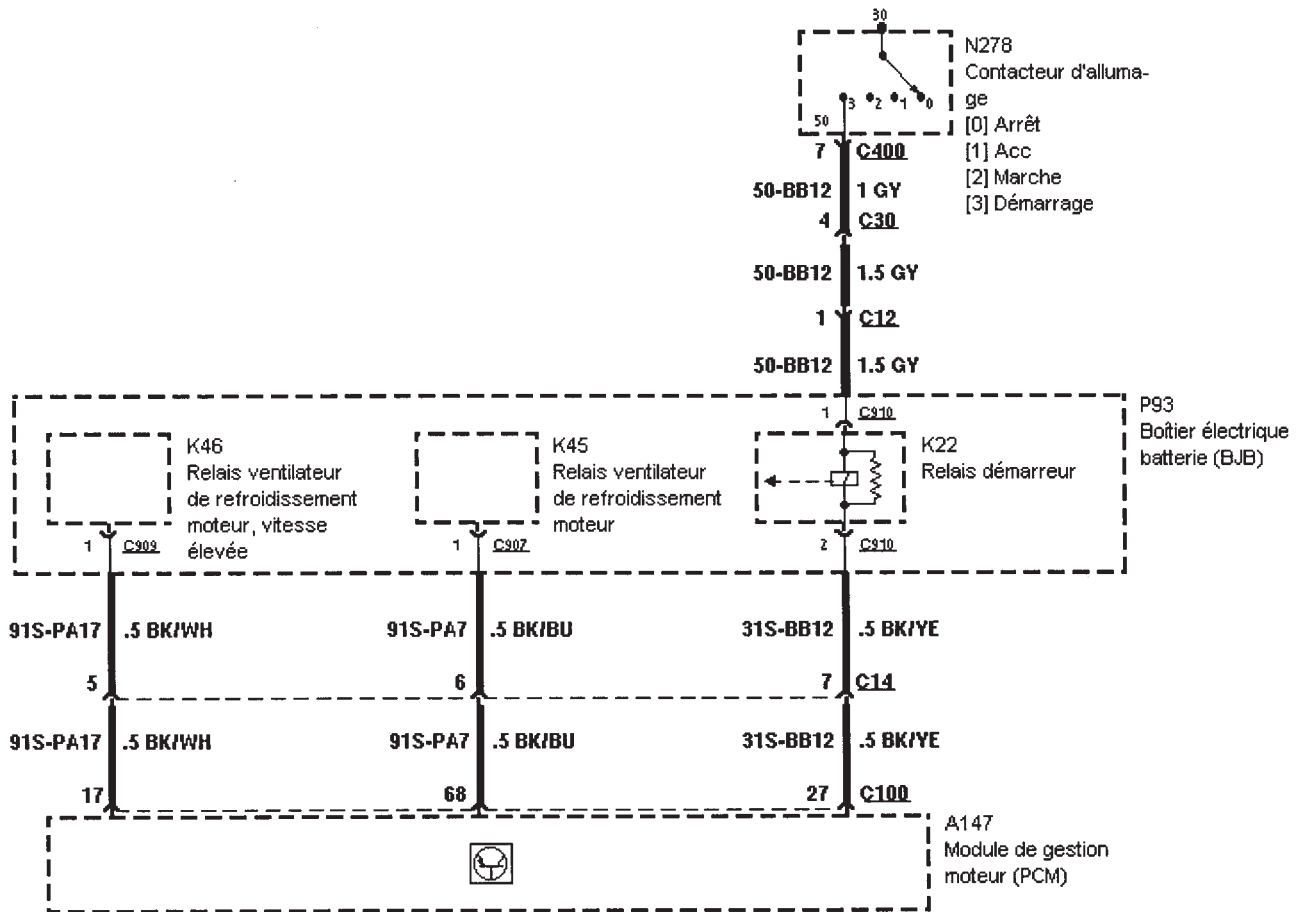 30
N278
Contacteur d'alluma-
ge
[0] Arrêt
[1] Acc
[2] Marche
[3] Démarrage
3 2 1 0
50
7 C400
50-BB12 1 GY
4 C30
50-BB12 1.5 GY
1 C12
50-BB12 1.5 GY
P93
Boîtier électrique
batterie (BJB)
1 C910
K46
Relais ventilateur
de refroidissement
moteur, vitesse
élevée
K45
Relais ventilateur
de refroidissement
moteur
K22
Relais démarreur
1 C909
1 C907
2 C910
91S-PA17 .5 BK/WH
91S-PA7 .5 BK/BU
31S-BB12 .5 BK/YE
5
6
7 C14
91S-PA17 .5 BK/WH
91S-PA7 .5 BK/BU
31S-BB12 .5 BK/YE
17
68
27 C100
A147
Module de gestion
moteur (PCM)